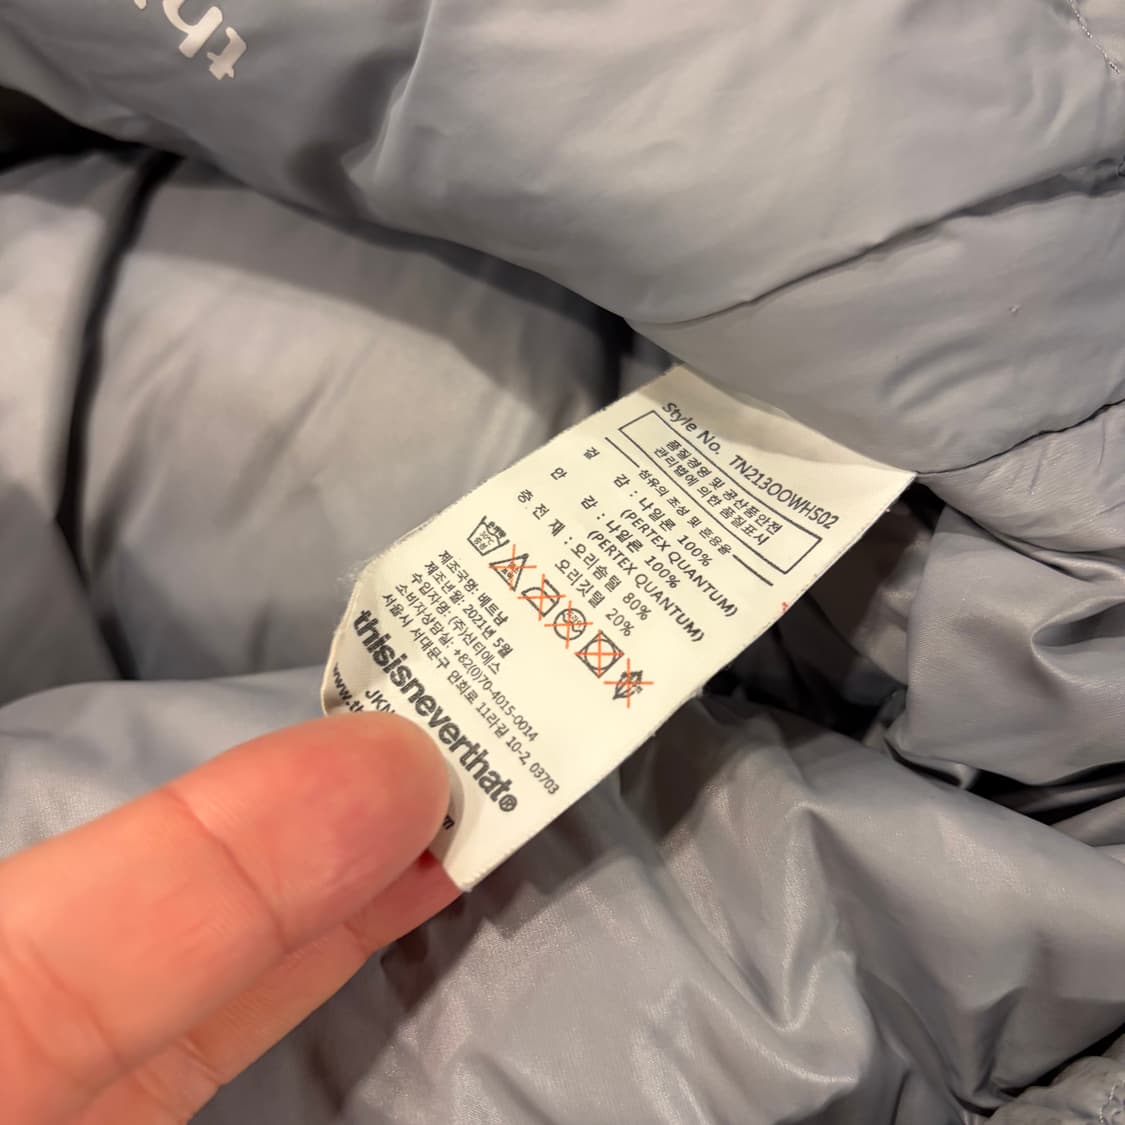 thi
Style No. TN213OOWHS02
품질경영 및 공산품안전
관리법에 의한 품질표시
섬유의 조성 및 혼용율
겉 감 : 나일론 100%
(PERTEX QUANTUM)
안 감 : 나일론 100%
(PERTEX QUANTUM)
충 전 재 : 오리솜털 80%
오리깃털 20%
30℃
중성
제조국명: 베트남
제조년월: 2021년 5월
수입자명: (주)신티에스
소비자상담실: +82(0)70-4015-0014
서울시 서대문구 연희로 11라길 10-2, 03703
thisisneverthat®
JKN
www.t
m